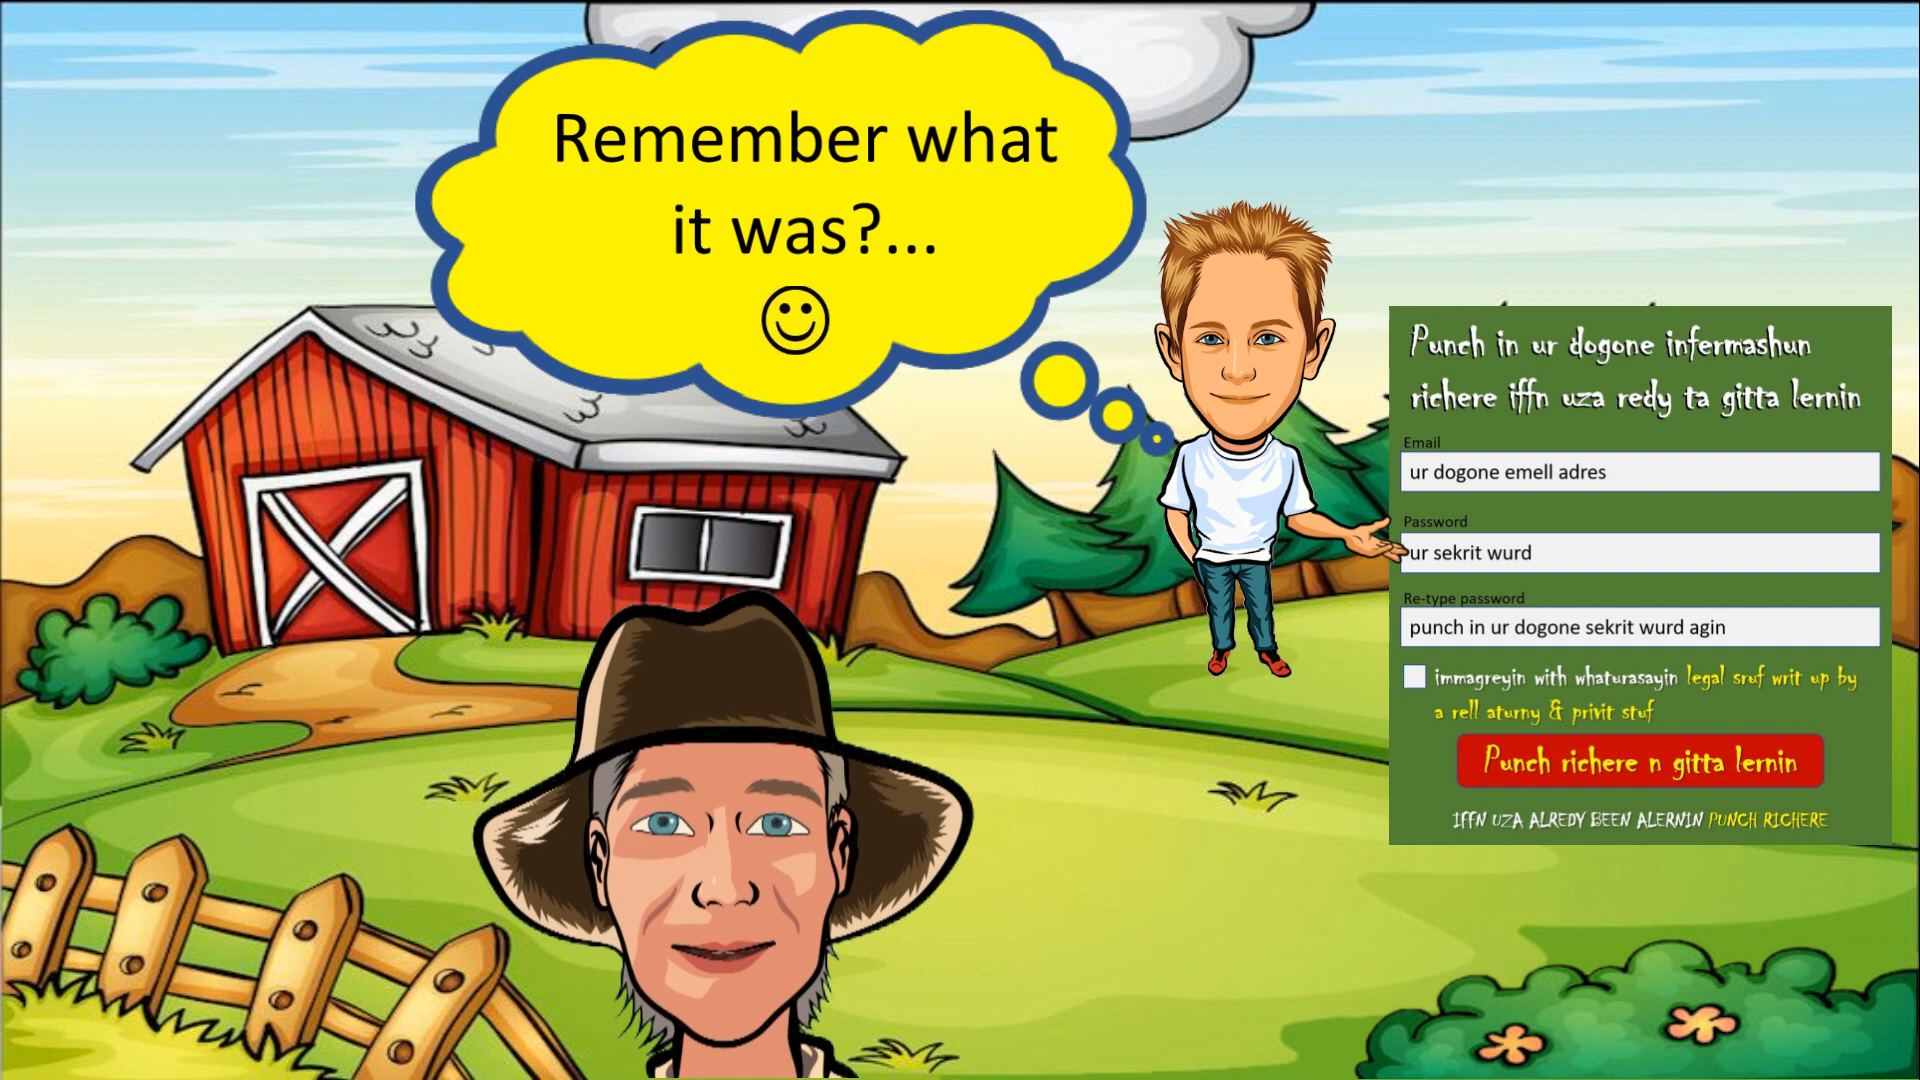 Remember what
it was?...
Punch in ur dogone infermashun
richere iffn uza redy ta gitta lernin
Email
ur dogone emell adres
Password
ur sekrit wurd
Re-type password
punch in ur dogone sekrit wurd agin
immagreyin with whaturasayin legal sruf writ up by
a rell aturny & privit stuf
Punch richere n gitta lernin
IFFN UZA ALREDY BEEN ALERNIN PUNCH RICHERE